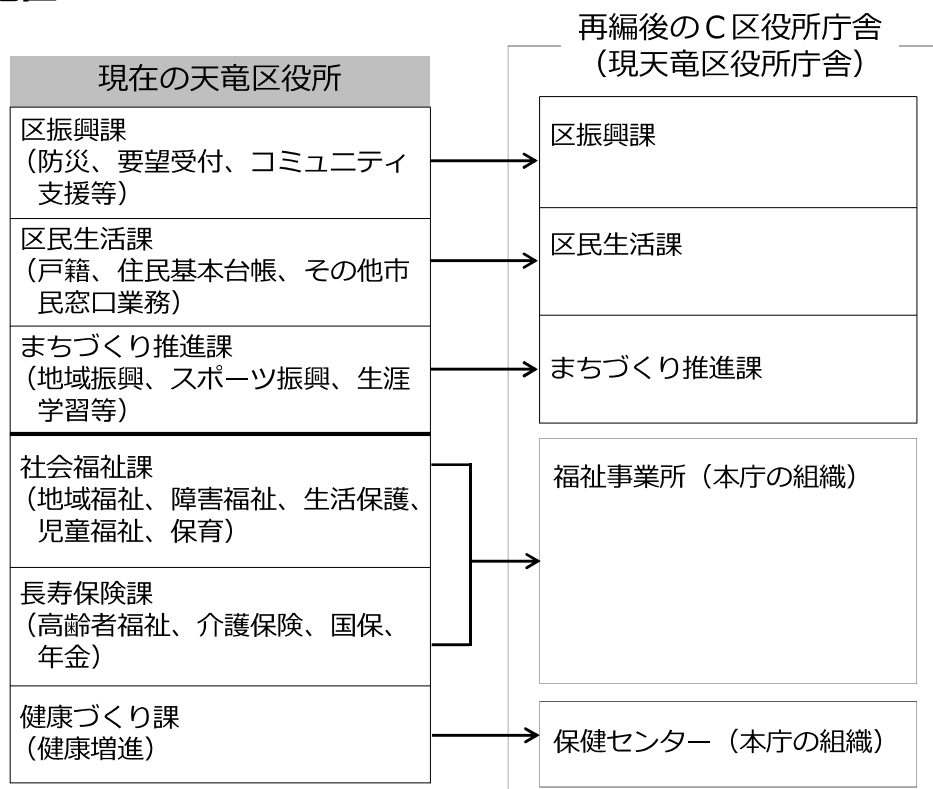 現在の天竜区役所
区振興課
（防災、要望受付、コミュニティ
支援等）
区民生活課
（戸籍、住民基本台帳、その他市
民窓口業務）
まちづくり推進課
（地域振興、スポーツ振興、生涯
学習等）
社会福祉課
（地域福祉、障害福祉、生活保護、
児童福祉、保育）
長寿保険課
（高齢者福祉、介護保険、国保、
年金）
健康づくり課
（健康増進）
再編後のＣ区役所庁舎
（現天竜区役所庁舎）
区振興課
区民生活課
まちづくり推進課
福祉事業所（本庁の組織）
保健センター（本庁の組織）